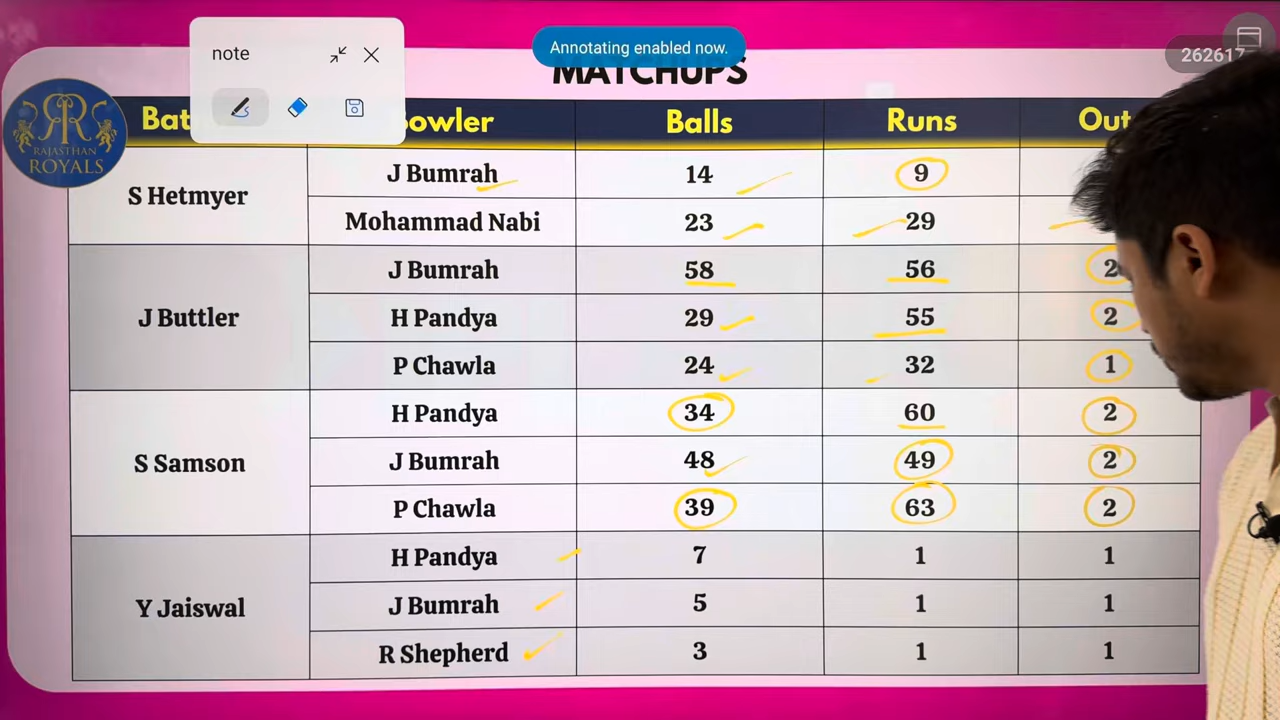 note
Annotating enabled now.
262617
MATCHUPS
RAJASTHAN
ROYALS
Bowler Balls Runs Out
S Hetmyer
J Bumrah 14 9
Mohammad Nabi 23 29
J Buttler
J Bumrah 58 56 2
H Pandya 29 55 2
P Chawla 24 32 1
S Samson
H Pandya 34 60 2
J Bumrah 48 49 2
P Chawla 39 63 2
Y Jaiswal
H Pandya 7 1 1
J Bumrah 5 1 1
R Shepherd 3 1 1